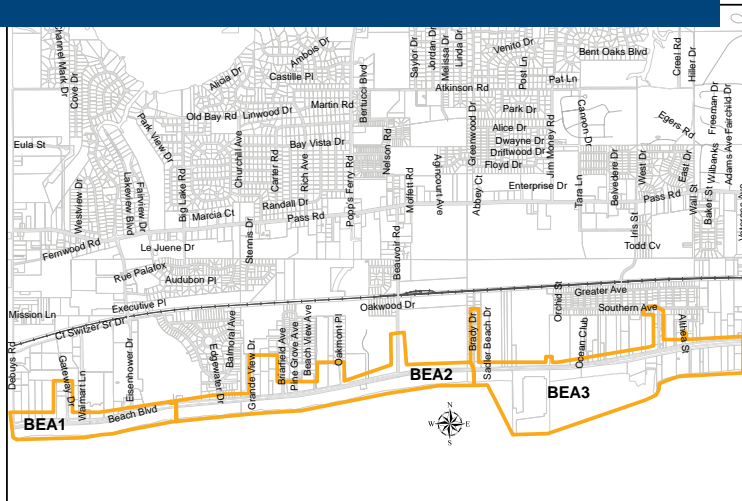 Channel Mark Dr
Cove Dr
Alicia Dr
Ambois Dr
Castille Pl
Bertucci Blvd
Saylor Dr
Jordan Dr
Melissa Dr
Linda Dr
Venito Dr
Post Ln
Bent Oaks Blvd
Creel Rd
Hiller Dr
Pat Ln
Atkinson Rd
Old Bay Rd
Linwood Dr
Martin Rd
Park View Dr
Eula St
Bay Vista Dr
Churchill Ave
Carter Rd
Rich Ave
Popp's Ferry Rd
Nelson Rd
Greenwood Dr
Park Dr
Alice Dr
Dwayne Dr
Driftwood Dr
Floyd Dr
Jim Money Rd
Cannon Dr
Egers Rd
Freeman Dr
Fairchild Dr
Adams Ave
Wilbanks
Baker St
Wall St
East Dr
West Dr
Belvedere Dr
Tara Ln
Enterprise Dr
Abbey Ct
Agincourt Ave
Moffett Rd
Westview Dr
Lakeview Blvd
Fairview Dr
Big Lake Rd
Marcia Ct
Randall Dr
Pass Rd
Pass Rd
Iris St
Todd Cv
Fernwood Rd
Le Juene Dr
Stennis Dr
Beauvoir Rd
Rue Palafox
Audubon Pl
Mission Ln
Executive Pl
Oakwood Dr
Ct Switzer Sr Dr
Greater Ave
Southern Ave
Orchid St
Ocean Club
Althea St
Debuys Rd
Gateway Dr
Walmart Ln
Eisenhower Dr
Edgewater Dr
Balmoral Ave
Grande View Dr
Briarfield Ave
Pine Grove Ave
Beach View Ave
Oakmont Pl
Brady Dr
Sadler Beach Dr
Beach Blvd
BEA1
BEA2
BEA3
N
W
E
S